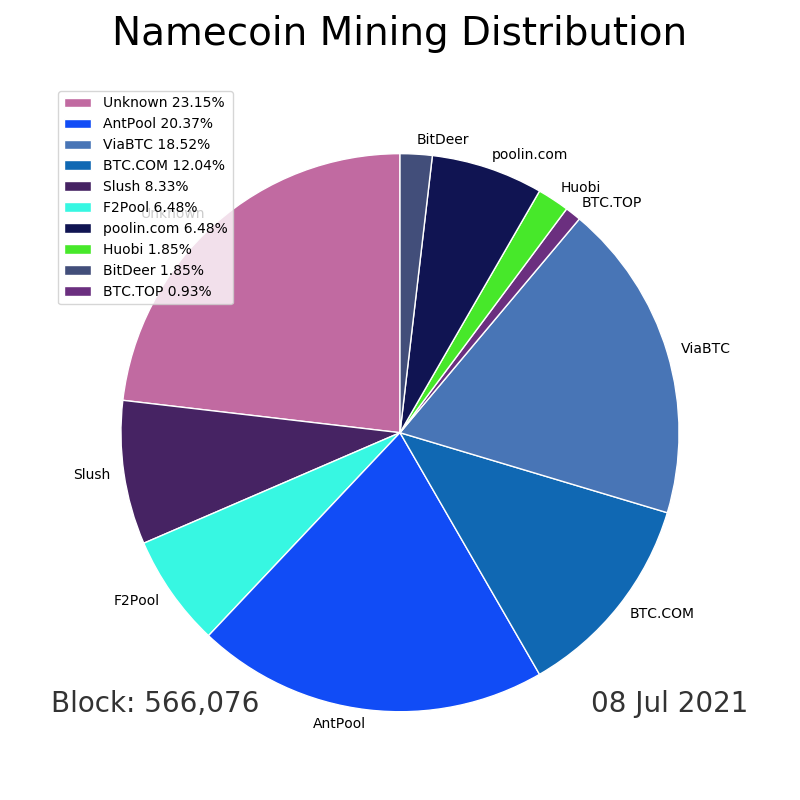 Namecoin Mining Distribution
Unknown 23.15%
AntPool 20.37%
ViaBTC 18.52%
BTC.COM 12.04%
Slush 8.33%
F2Pool 6.48%
poolin.com 6.48%
Huobi 1.85%
BitDeer 1.85%
BTC.TOP 0.93%
Unknown
BitDeer
poolin.com
Huobi
BTC.TOP
ViaBTC
Slush
F2Pool
BTC.COM
AntPool
Block: 566,076
08 Jul 2021